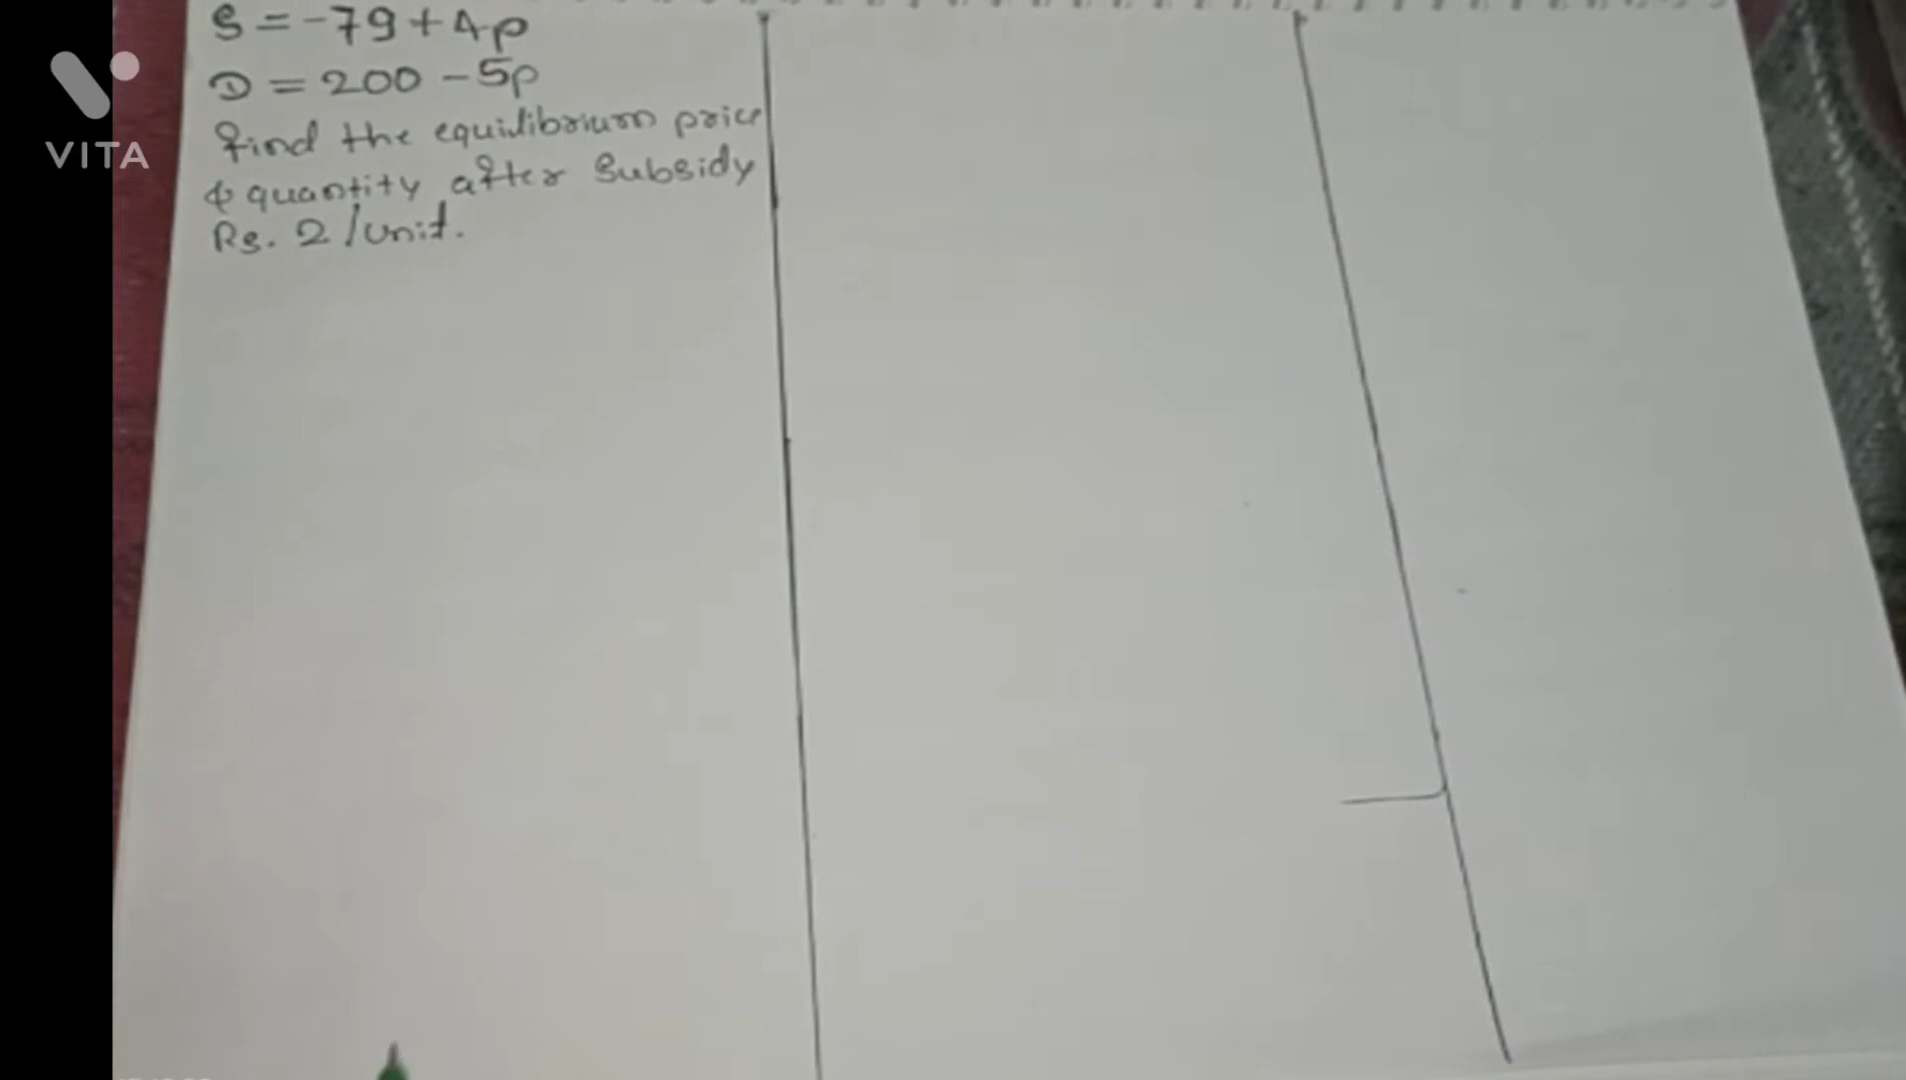 S = -79 + 4p
D = 200 - 5p
find the equilibrium price
& quantity after Subsidy
Rs. 2/unit.
VITA